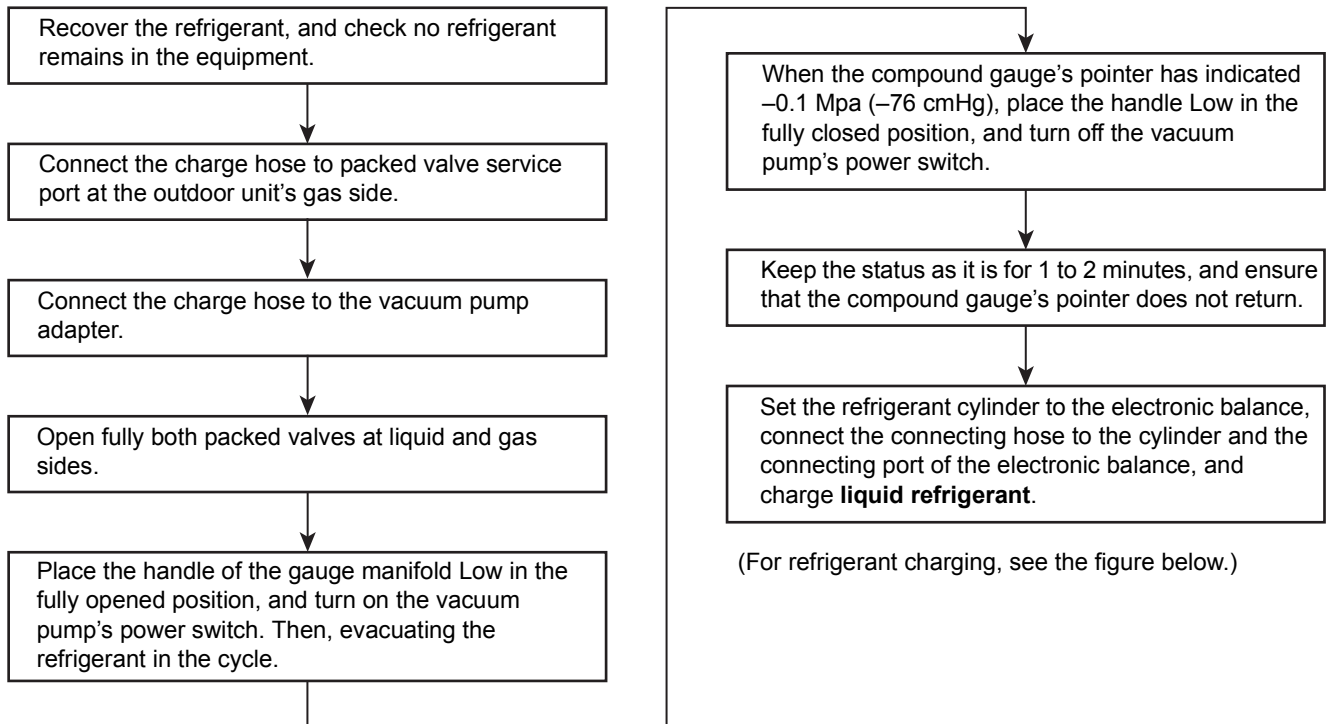 Recover the refrigerant, and check no refrigerant
remains in the equipment.
Connect the charge hose to packed valve service
port at the outdoor unit's gas side.
Connect the charge hose to the vacuum pump
adapter.
Open fully both packed valves at liquid and gas
sides.
Place the handle of the gauge manifold Low in the
fully opened position, and turn on the vacuum
pump's power switch. Then, evacuating the
refrigerant in the cycle.
When the compound gauge's pointer has indicated
–0.1 Mpa (–76 cmHg), place the handle Low in the
fully closed position, and turn off the vacuum
pump's power switch.
Keep the status as it is for 1 to 2 minutes, and ensure
that the compound gauge's pointer does not return.
Set the refrigerant cylinder to the electronic balance,
connect the connecting hose to the cylinder and the
connecting port of the electronic balance, and
charge liquid refrigerant.
(For refrigerant charging, see the figure below.)